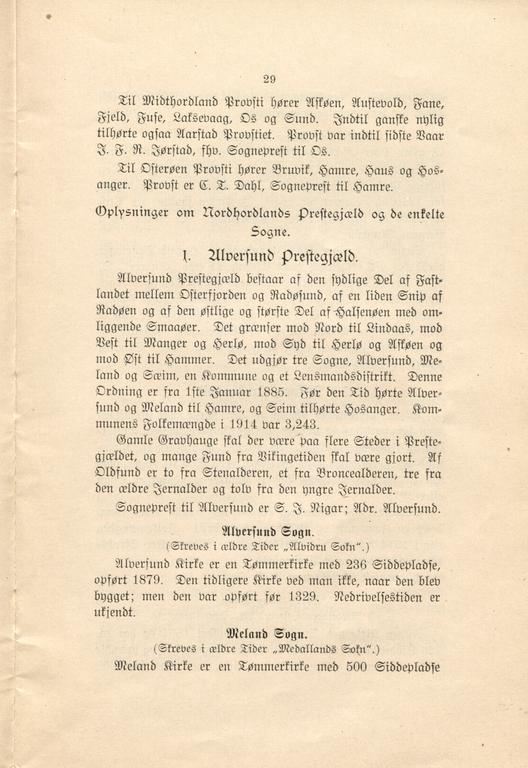 29
Til Midthordland Provsti hører Askøen, Austevold, Fane,
Fjeld, Fuse, Laksevaag, Os og Sund. Indtil ganske nylig
tilhørte ogsaa Aarstad Provstiet. Provst var indtil sidste Vaar
J. F. R. Jørstad, fhv. Sogneprest til Os.
Til Osterøen Provsti hører Bruvik, Hamre, Haus og Hos-
anger. Provst er C. T. Dahl, Sogneprest til Hamre.
Oplysninger om Nordhordlands Prestegjæld og de enkelte
Sogne.
I. Alversund Prestegjæld.
Alversund Prestegjæld bestaar af den sydlige Del af Fast-
landet mellem Osterfjorden og Radøsund, af en liden Snip af
Radøen og af den østlige og største Del af Halsenøen med om-
liggende Smaaøer. Det grænser mod Nord til Lindaas, mod
Vest til Manger og Herlø, mod Syd til Herlø og Askøen og
mod Øst til Hammer. Det udgjør tre Sogne, Alversund, Me-
land og Sæim, en Kommune og et Lensmandsdistrikt. Denne
Ordning er fra 1ste Januar 1885. Før den Tid hørte Alver-
sund og Meland til Hamre, og Seim tilhørte Hosanger. Kom-
munens Folkemængde i 1914 var 3,243.
Gamle Gravhauge skal der være paa flere Steder i Preste-
gjældet, og mange Fund fra Vikingetiden skal være gjort. Af
Oldfund er to fra Stenalderen, et fra Broncealderen, tre fra
den ældre Jernalder og tolv fra den yngre Jernalder.
Sogneprest til Alversund er S. J. Nigar; Adr. Alversund.
Alversund Sogn.
(Skreves i ældre Tider „Alvidru Sokn“.)
Alversund Kirke er en Tømmerkirke med 236 Siddepladse,
opført 1879. Den tidligere Kirke ved man ikke, naar den blev
bygget; men den var opført før 1329. Nedrivelsestiden er
ukjendt.
Meland Sogn.
(Skreves i ældre Tider „Medallands Sokn“.)
Meland Kirke er en Tømmerkirke med 500 Siddepladse